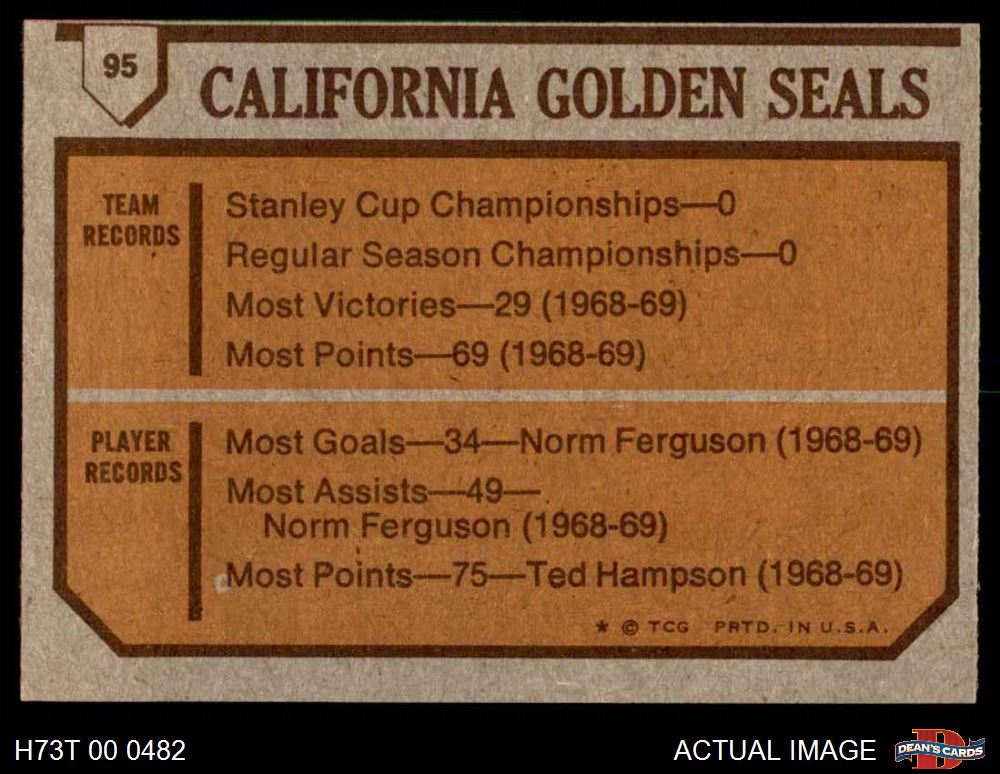 95
CALIFORNIA GOLDEN SEALS
TEAM
RECORDS
Stanley Cup Championships—0
Regular Season Championships—0
Most Victories—29 (1968-69)
Most Points—69 (1968-69)
PLAYER
RECORDS
Most Goals—34—Norm Ferguson (1968-69)
Most Assists—49—
Norm Ferguson (1968-69)
Most Points—75—Ted Hampson (1968-69)
* © TCG PRTD. IN U.S.A.
H73T 00 0482
ACTUAL IMAGE
D
DEAN'S CARDS